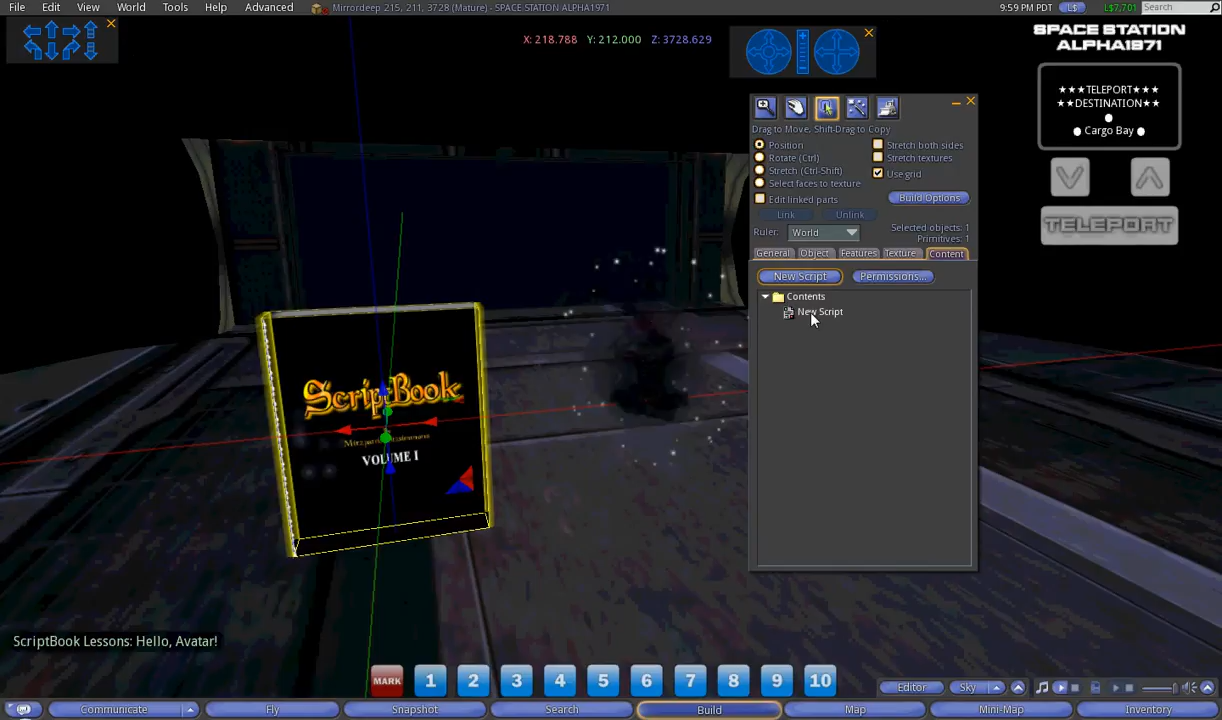 File Edit View World Tools Help Advanced
Mirrordeep 215, 211, 3728 (Mature) - SPACE STATION ALPHA1971
9:59 PM PDT
L$
L$7,701
Search
X: 218.788 Y: 212.000 Z: 3728.629
SPACE STATION
ALPHA1971
★★★TELEPORT★★★
★★DESTINATION★★
●
● Cargo Bay ●
TELEPORT
Drag to Move, Shift-Drag to Copy
Position
Rotate (Ctrl)
Stretch (Ctrl-Shift)
Select faces to texture
Edit linked parts
Stretch both sides
Stretch textures
Use grid
Build Options
Link Unlink
Ruler: World
Selected objects: 1
Primitives: 1
General Object Features Texture Content
New Script Permissions...
Contents
New Script
ScriptBook
VOLUME I
ScriptBook Lessons: Hello, Avatar!
MARK 1 2 3 4 5 6 7 8 9 10
Editor Sky
Communicate Fly Snapshot Search Build Map Mini-Map Inventory